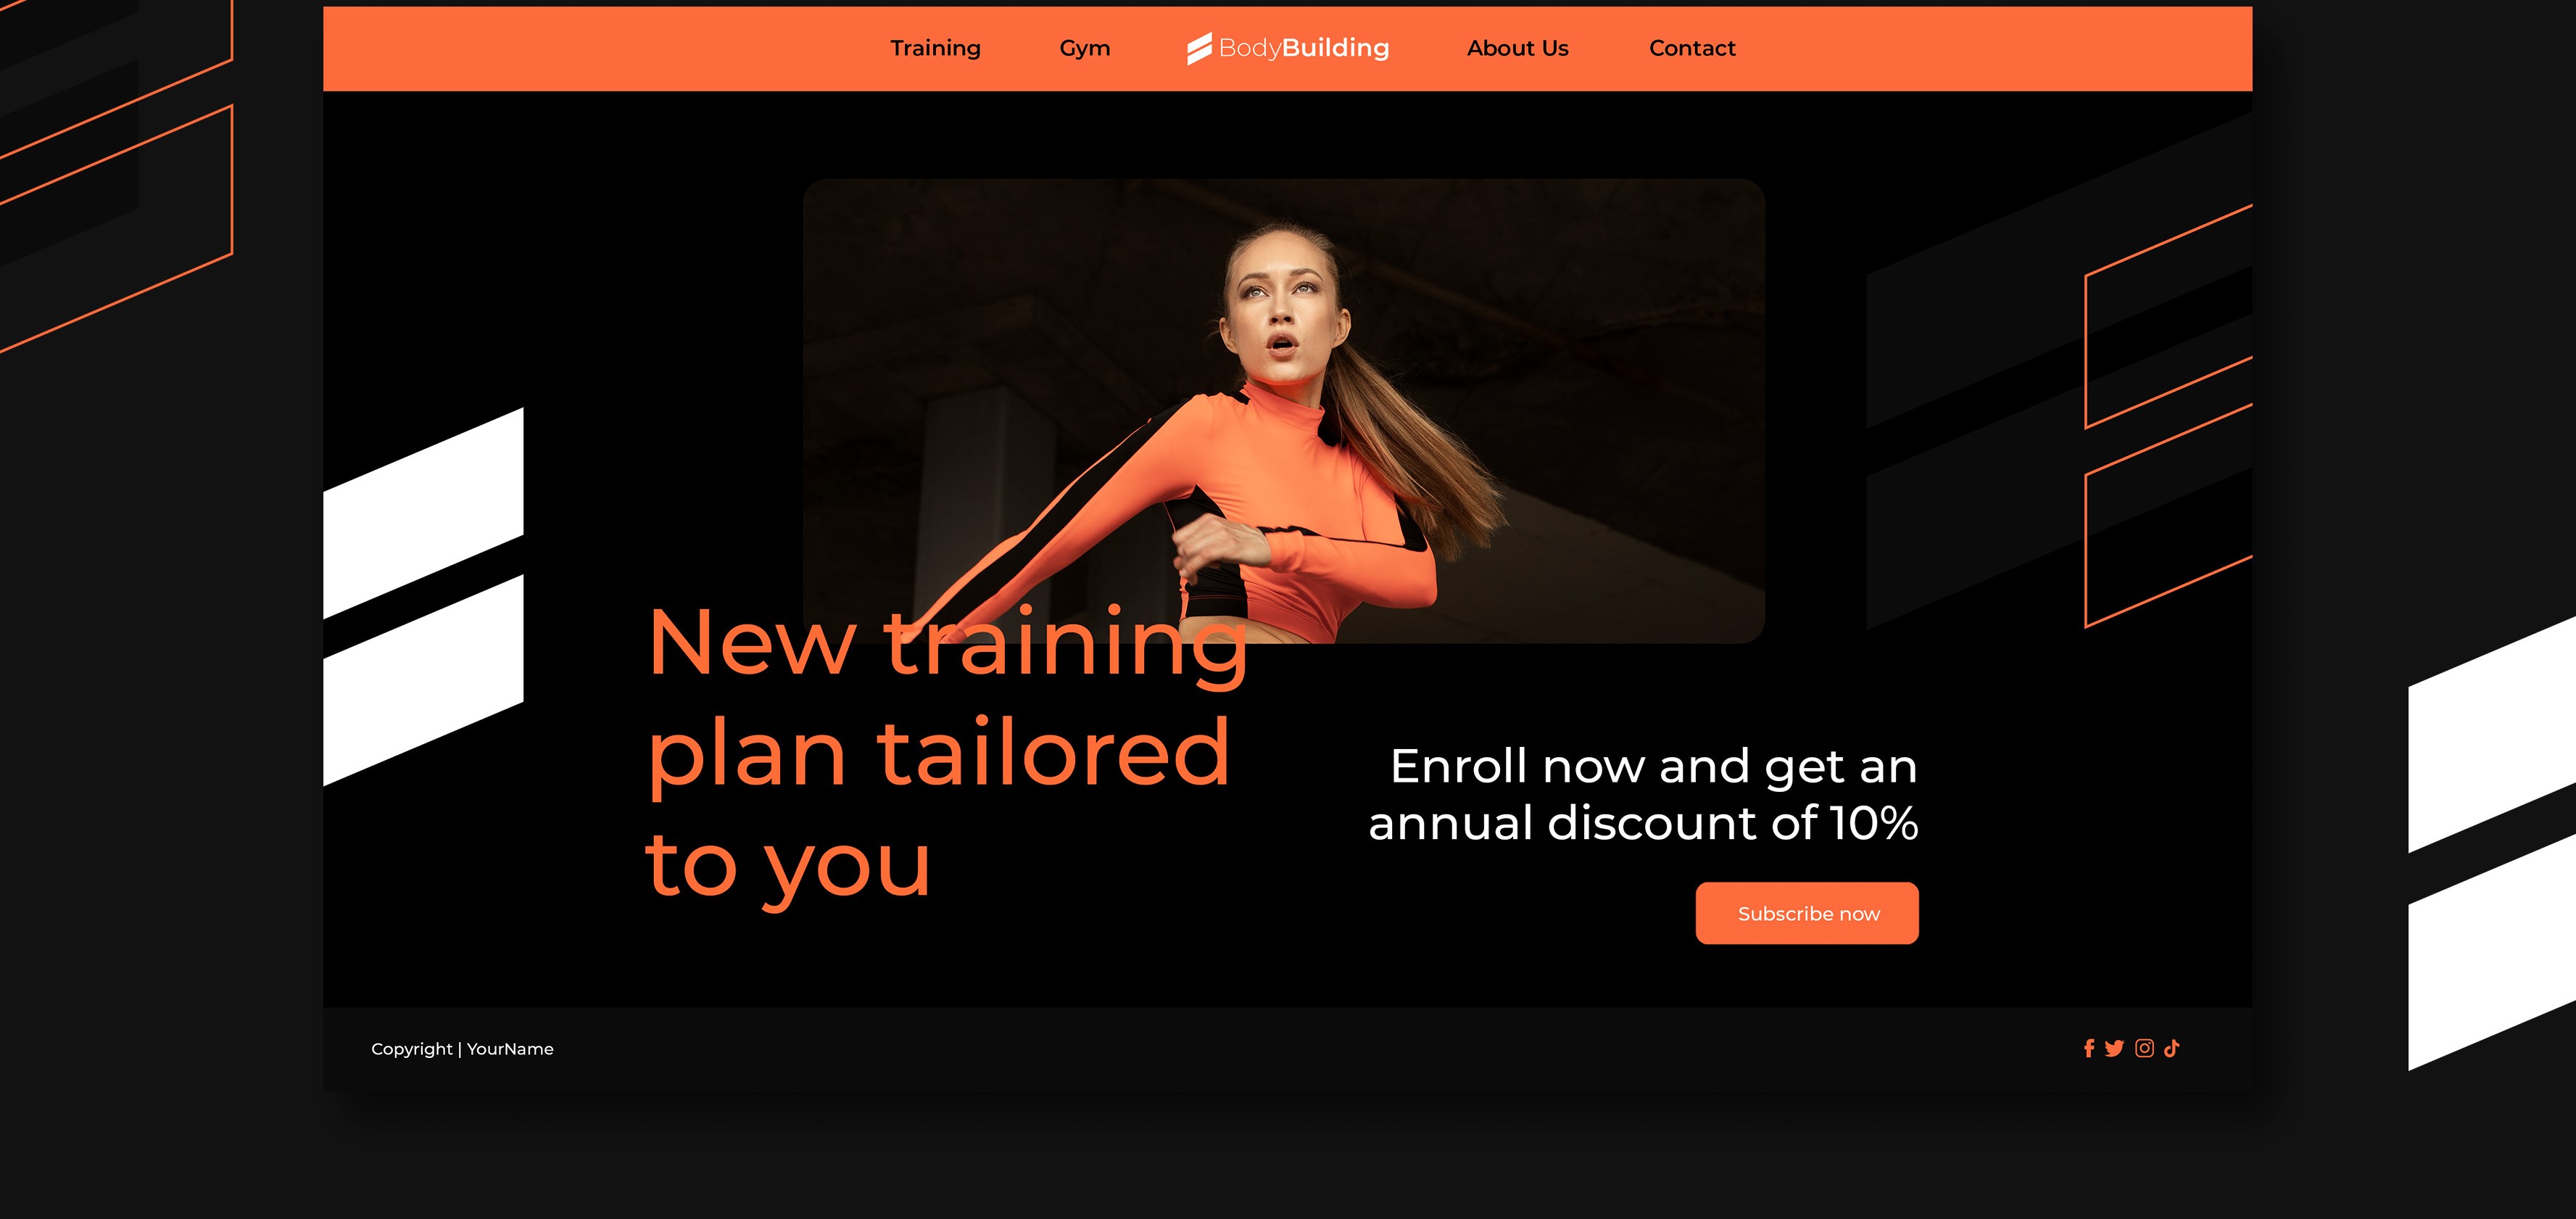 Training Gym BodyBuilding About Us Contact
New training
plan tailored
to you
Enroll now and get an
annual discount of 10%
Subscribe now
Copyright | YourName